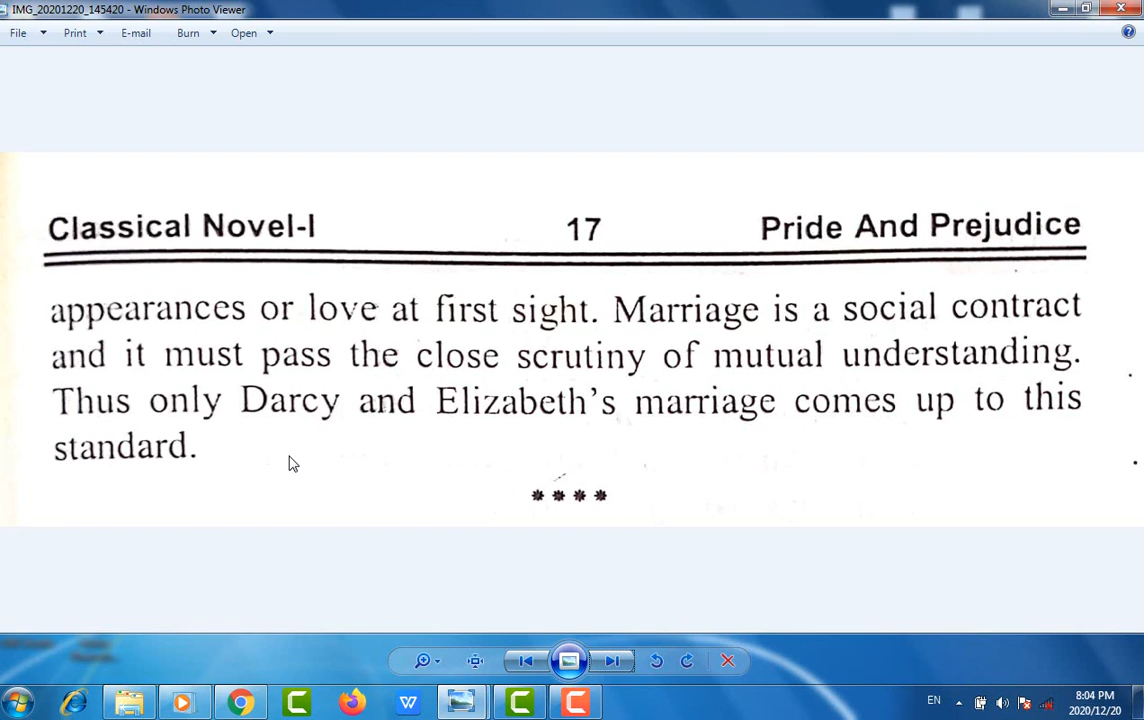 IMG_20201220_145420 - Windows Photo Viewer
File Print E-mail Burn Open
Classical Novel-I 17 Pride And Prejudice
appearances or love at first sight. Marriage is a social contract
and it must pass the close scrutiny of mutual understanding.
Thus only Darcy and Elizabeth's marriage comes up to this
standard.
****
EN 8:04 PM
2020/12/20